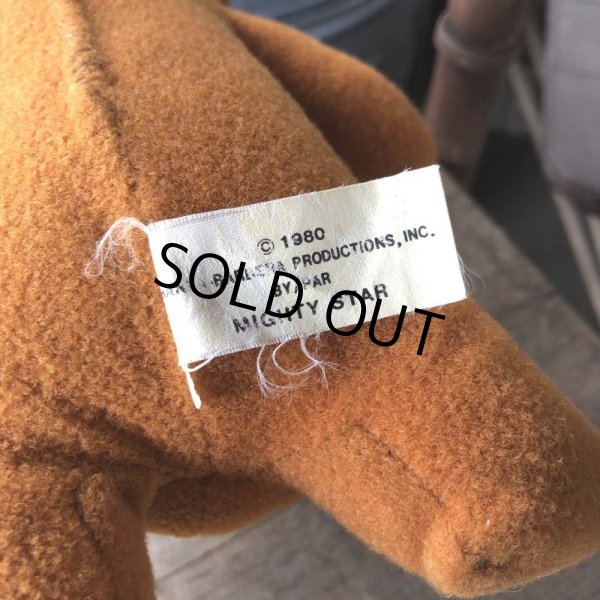 © 1980
PRODUCTIONS, INC.
MIGHTY STAR
SOLD OUT